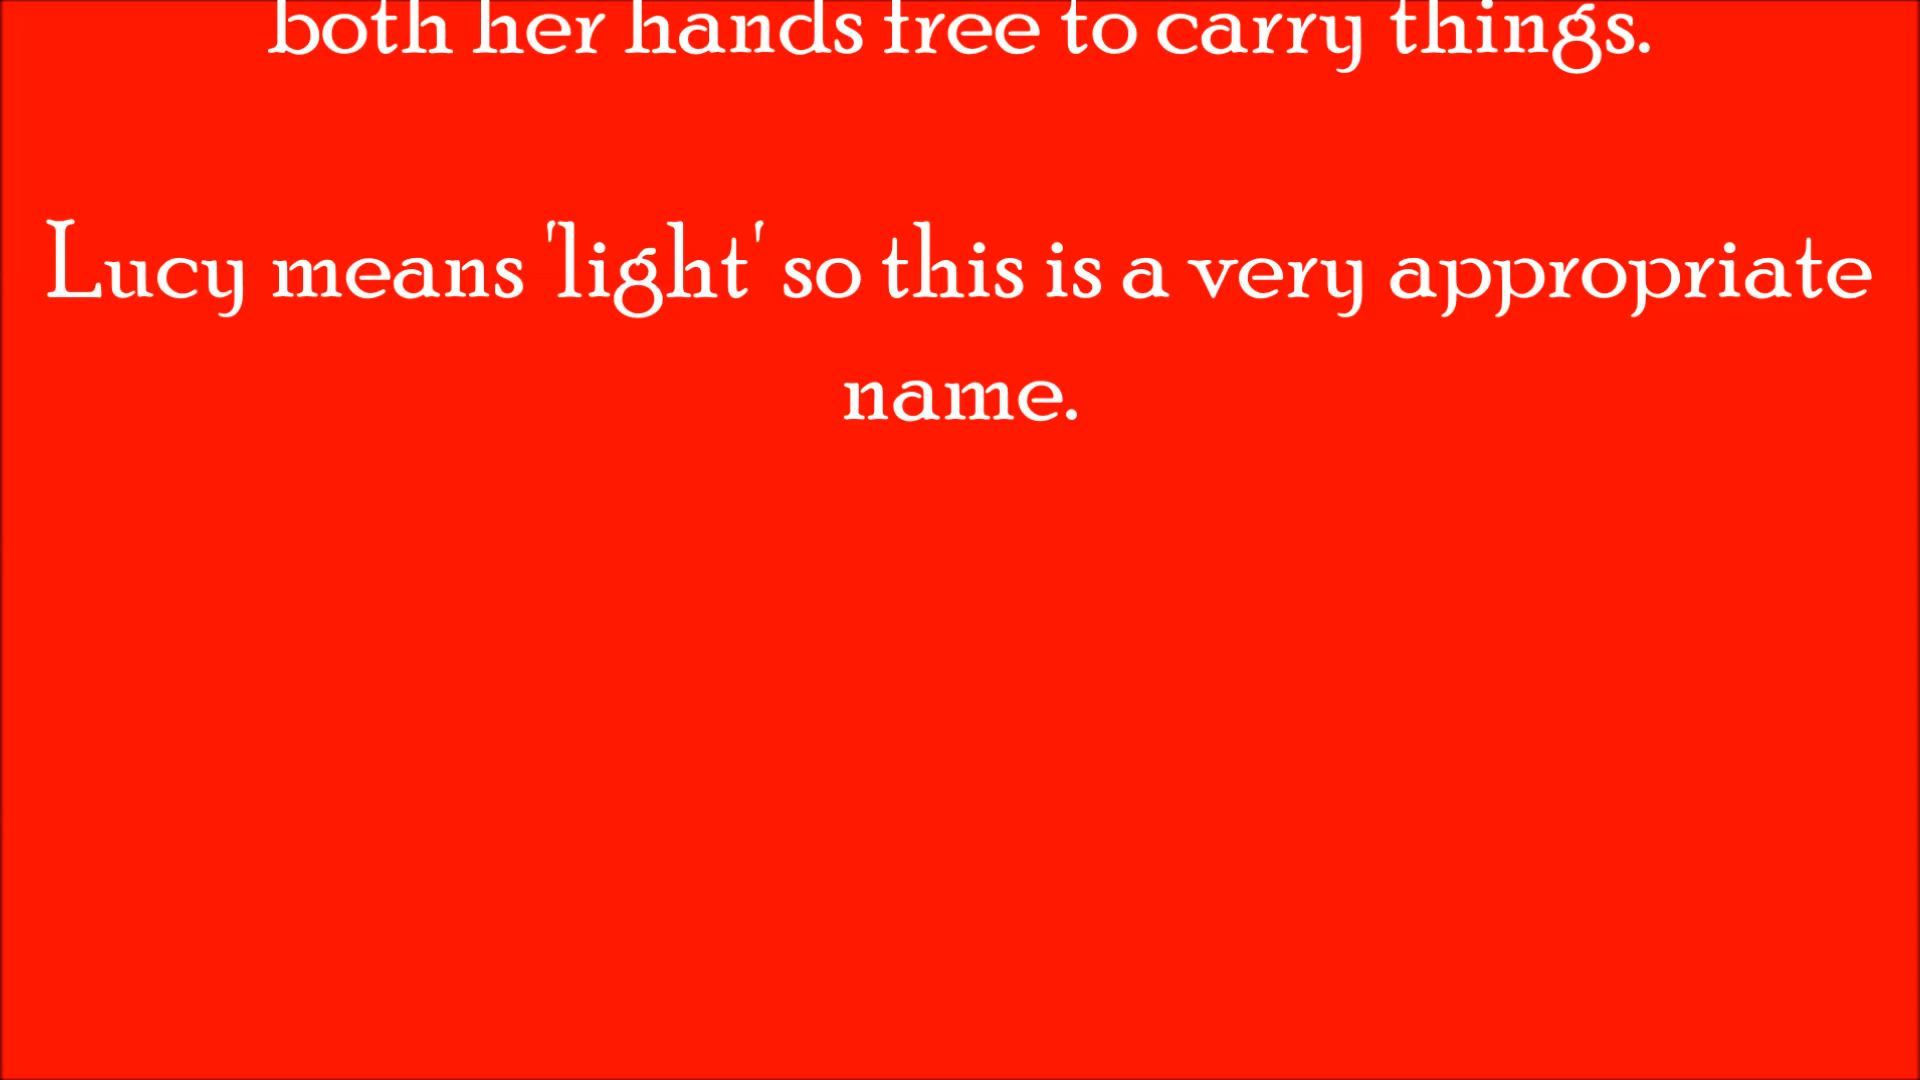 both her hands free to carry things.
Lucy means 'light' so this is a very appropriate
name.